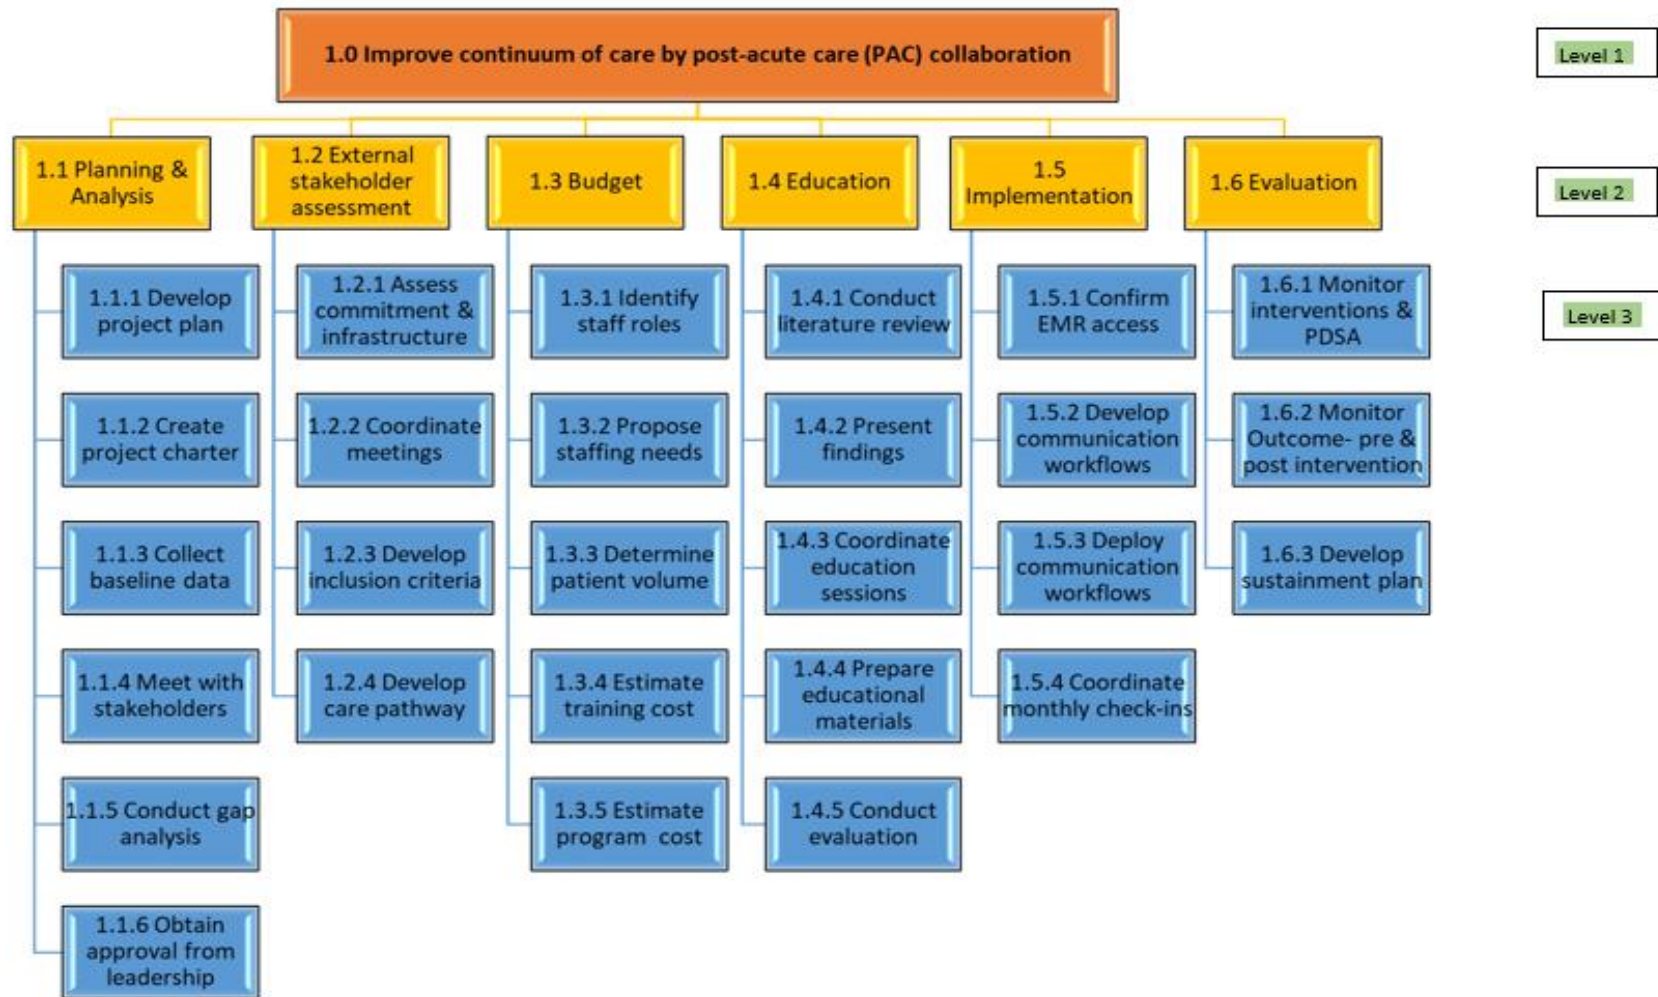 1.0 Improve continuum of care by post-acute care (PAC) collaboration
Level 1
1.1 Planning &
Analysis
1.2 External
stakeholder
assessment
1.3 Budget
1.4 Education
1.5
Implementation
1.6 Evaluation
Level 2
1.1.1 Develop
project plan
1.2.1 Assess
commitment &
infrastructure
1.3.1 Identify
staff roles
1.4.1 Conduct
literature review
1.5.1 Confirm
EMR access
1.6.1 Monitor
interventions &
PDSA
Level 3
1.1.2 Create
project charter
1.2.2 Coordinate
meetings
1.3.2 Propose
staffing needs
1.4.2 Present
findings
1.5.2 Develop
communication
workflows
1.6.2 Monitor
Outcome- pre &
post intervention
1.1.3 Collect
baseline data
1.2.3 Develop
inclusion criteria
1.3.3 Determine
patient volume
1.4.3 Coordinate
education
sessions
1.5.3 Deploy
communication
workflows
1.6.3 Develop
sustainment plan
1.1.4 Meet with
stakeholders
1.2.4 Develop
care pathway
1.3.4 Estimate
training cost
1.4.4 Prepare
educational
materials
1.5.4 Coordinate
monthly check-ins
1.1.5 Conduct gap
analysis
1.3.5 Estimate
program cost
1.4.5 Conduct
evaluation
1.1.6 Obtain
approval from
leadership